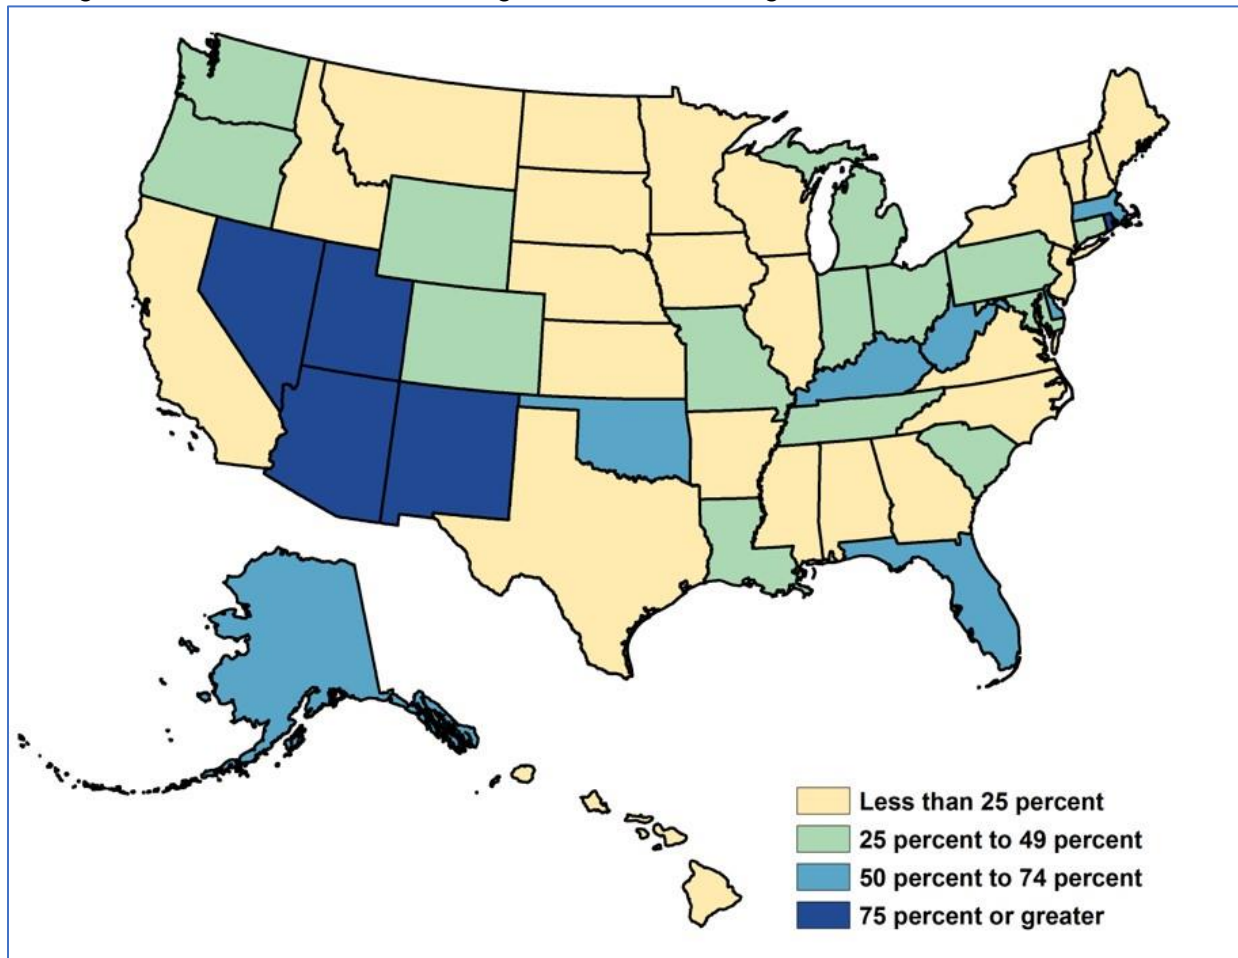 Less than 25 percent
25 percent to 49 percent
50 percent to 74 percent
75 percent or greater